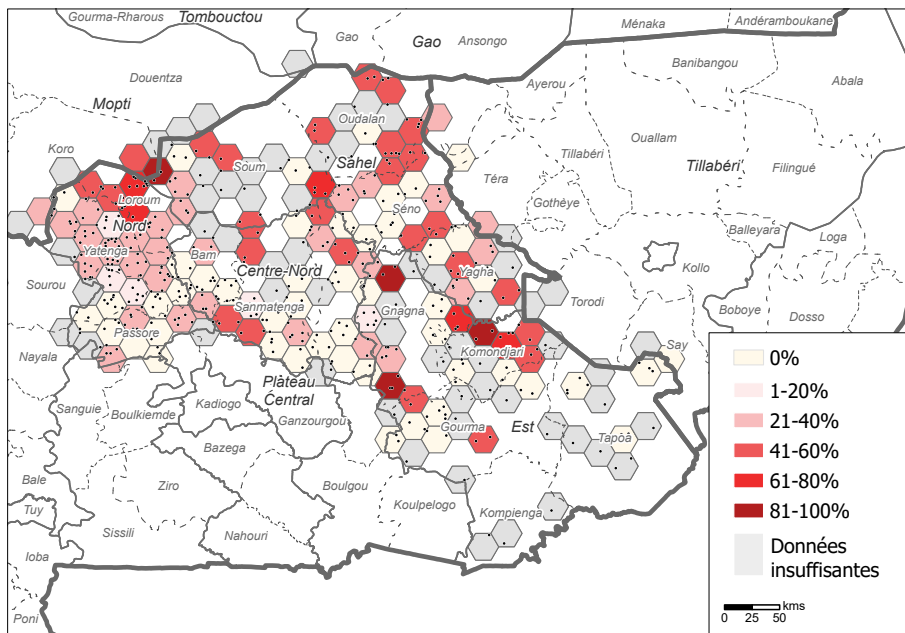 Gourma-Rharous
Tombouctou
Gao
Gao
Ansongo
Ménaka
Andéramboukane
Douentza
Mopti
Koro
Ayerou
Banibangou
Abala
Oudalan
Ouallam
Tillabéri
Tillabéri
Filingué
Téra
Soum
Sahel
Loroum
Nord
Séno
Gothèye
Balleyara
Loga
Yatenga
Bam
Centre-Nord
Yagha
Kollo
Sourou
Sanmatenga
Gnagna
Torodi
Boboye
Dosso
Passore
Komondjari
Say
Nayala
Plateau
Central
Sanguie
Boulkiemde
Kadiogo
Ganzourgou
Gourma
Est
Tapoa
Bazega
Bale
Tuy
Ziro
Boulgou
Koulpelogo
Kompienga
Sissili
Nahouri
Ioba
Poni
0%
1-20%
21-40%
41-60%
61-80%
81-100%
Données
insuffisantes
0 25 50 kms